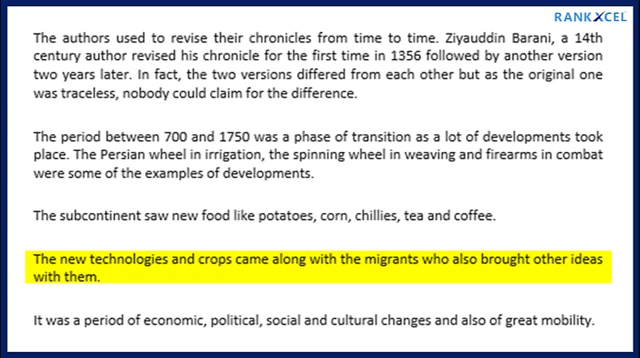 RANKXCEL
The authors used to revise their chronicles from time to time. Ziyauddin Barani, a 14th
century author revised his chronicle for the first time in 1356 followed by another version
two years later. In fact, the two versions differed from each other but as the original one
was traceless, nobody could claim for the difference.
The period between 700 and 1750 was a phase of transition as a lot of developments took
place. The Persian wheel in irrigation, the spinning wheel in weaving and firearms in combat
were some of the examples of developments.
The subcontinent saw new food like potatoes, corn, chillies, tea and coffee.
The new technologies and crops came along with the migrants who also brought other ideas
with them.
It was a period of economic, political, social and cultural changes and also of great mobility.